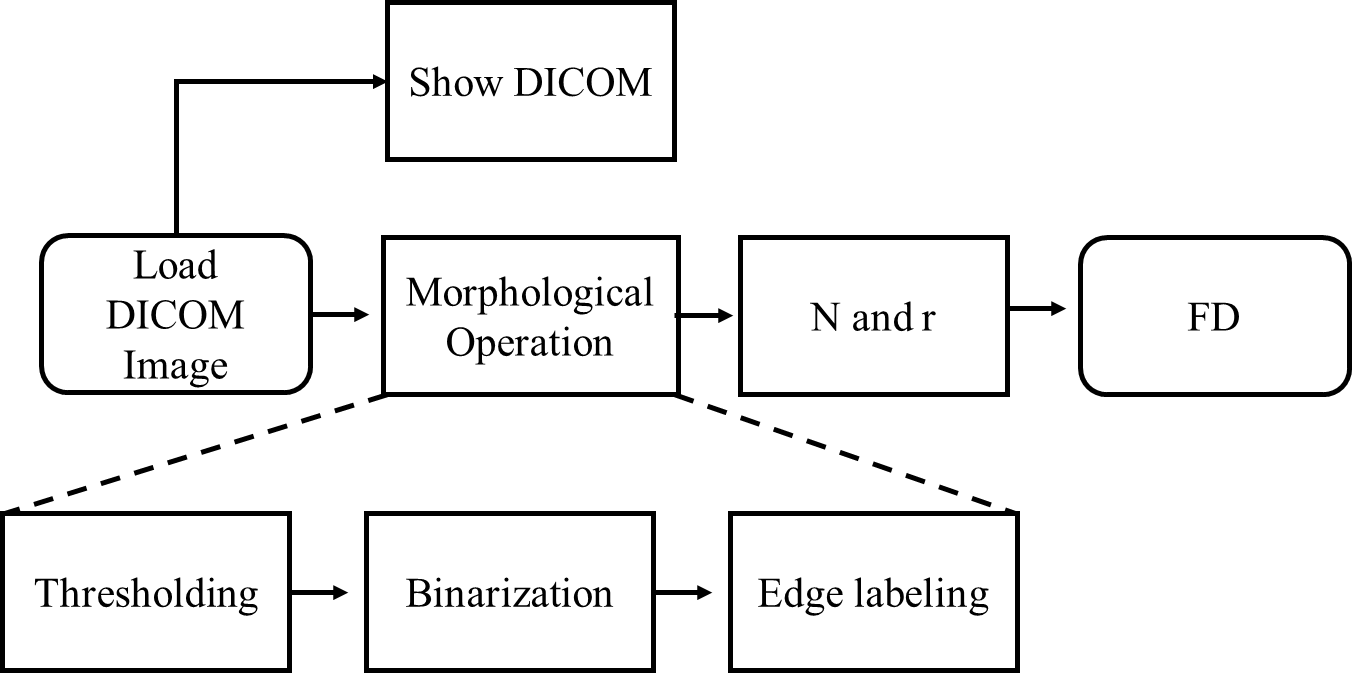 Show DICOM
Load
DICOM
Image
Morphological
Operation
N and r
FD
Thresholding
Binarization
Edge labeling